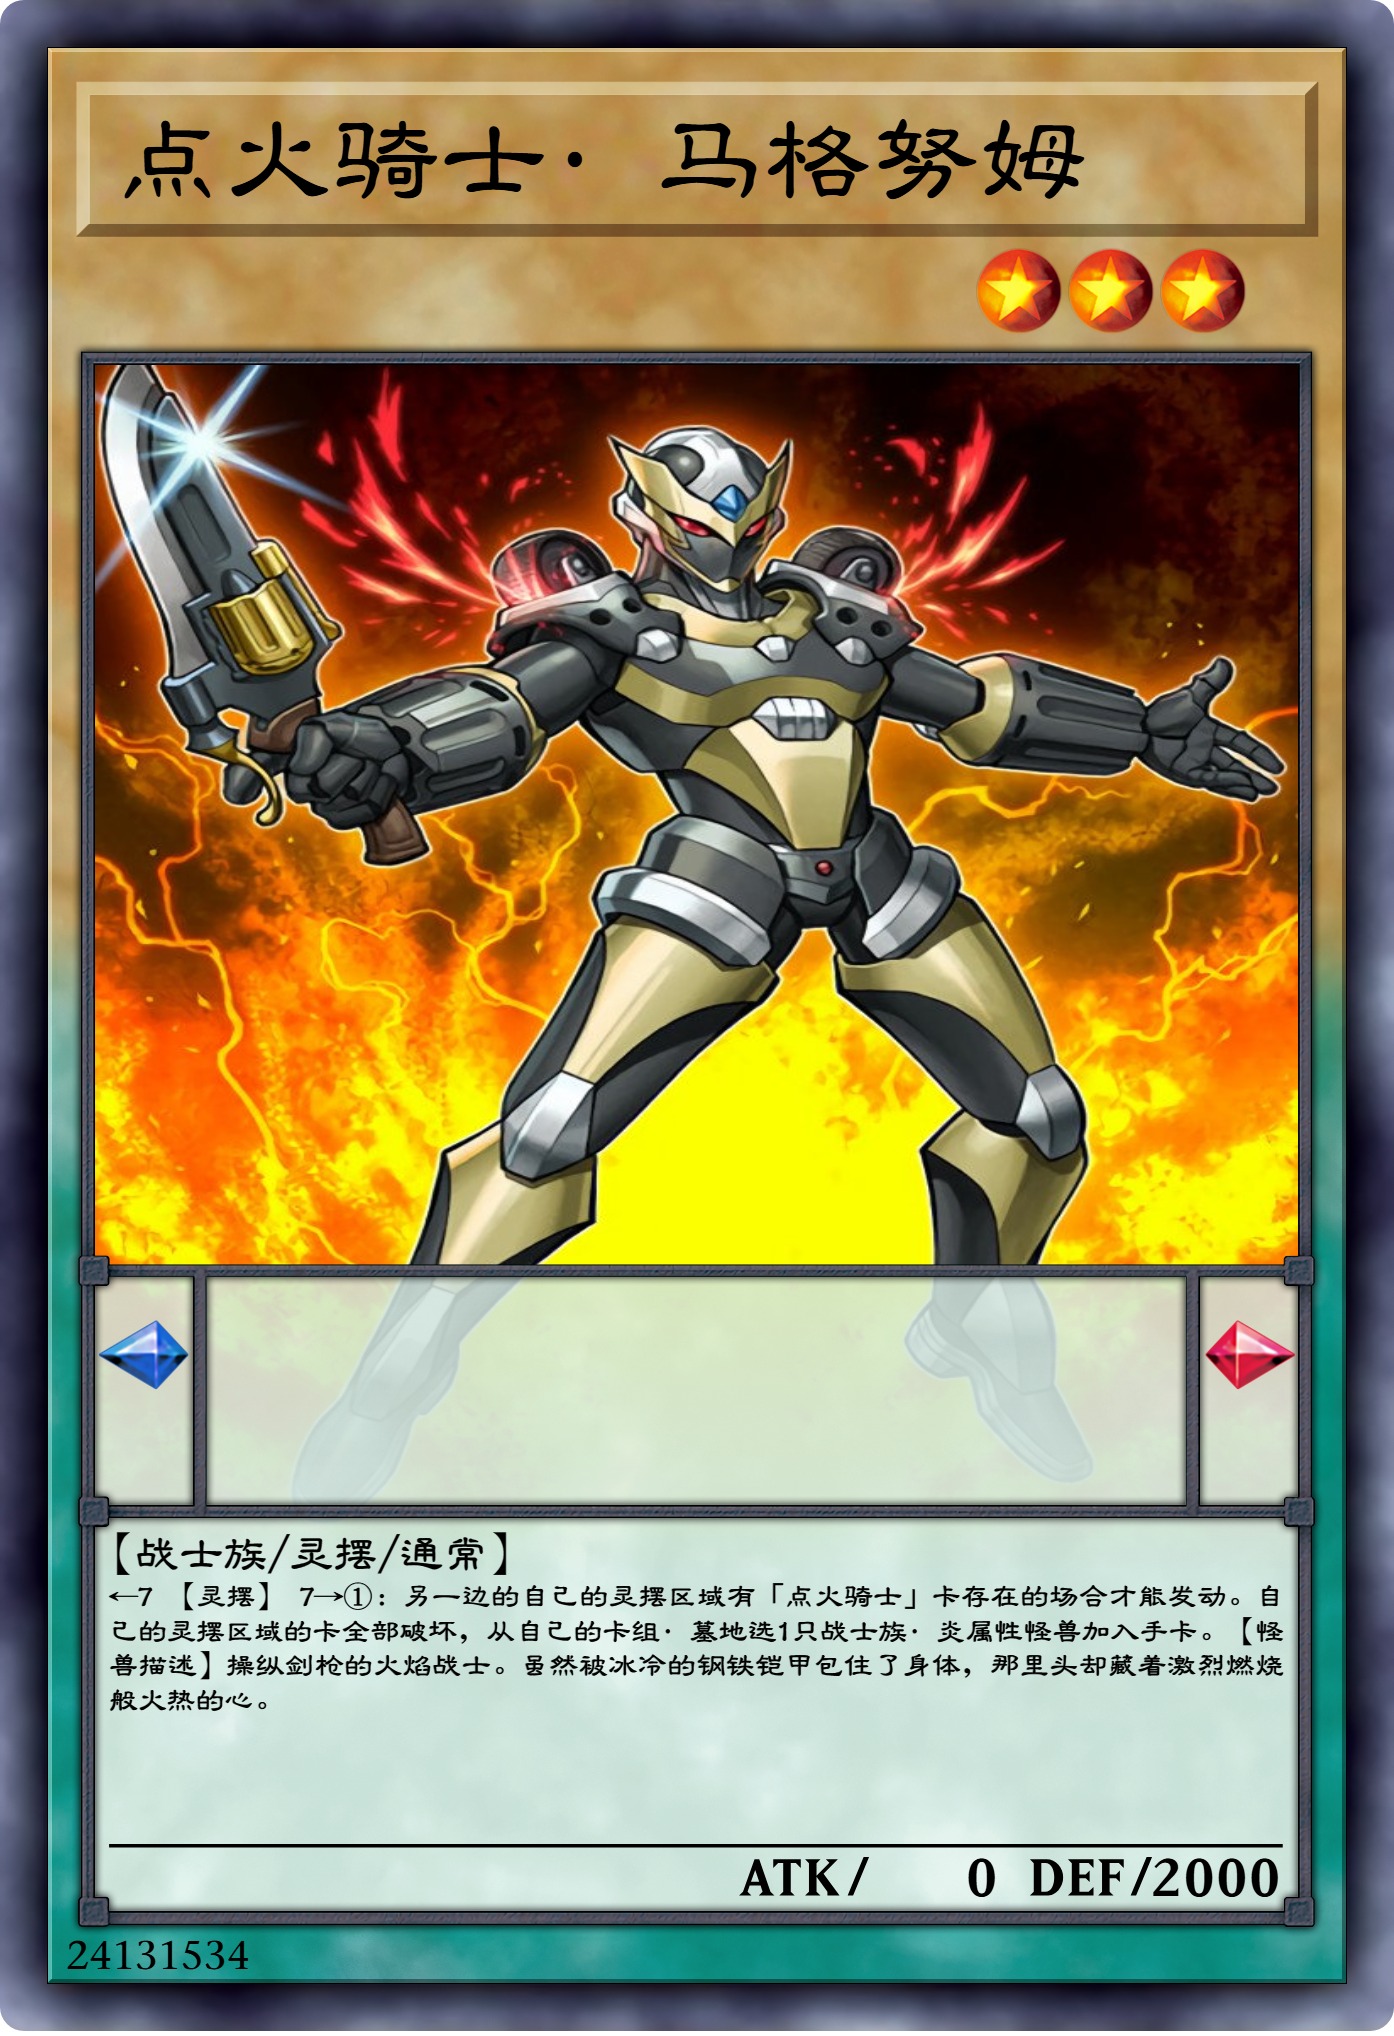 点火骑士·马格努姆
【战士族/灵摆/通常】
←7 【灵摆】 7→①：另一边的自己的灵摆区域有「点火骑士」卡存在的场合才能发动。自
己的灵摆区域的卡全部破坏，从自己的卡组·墓地选1只战士族·炎属性怪兽加入手卡。【怪
兽描述】操纵剑枪的火焰战士。虽然被冰冷的钢铁铠甲包住了身体，那里头却藏着激烈燃烧
般火热的心。
ATK/ 0 DEF/2000
24131534